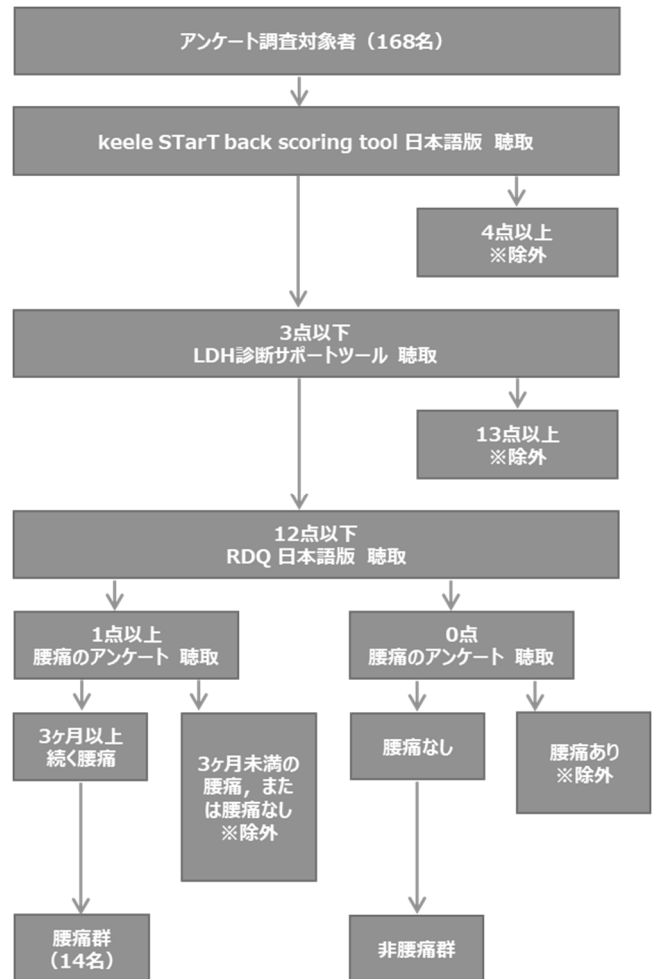 アンケート調査対象者（168名）
keele STarT back scoring tool 日本語版 聴取
4点以上
※除外
3点以下
LDH診断サポートツール 聴取
13点以上
※除外
12点以下
RDQ 日本語版 聴取
1点以上
腰痛のアンケート 聴取
0点
腰痛のアンケート 聴取
3ヶ月以上
続く腰痛
3ヶ月未満の
腰痛，また
は腰痛なし
※除外
腰痛なし
腰痛あり
※除外
腰痛群
（14名）
非腰痛群